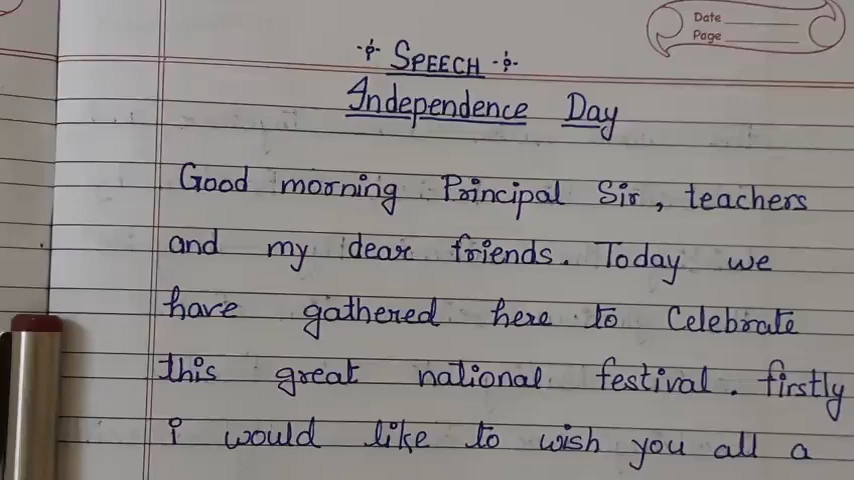 Date
Page
SPEECH
Independence Day
Good morning Principal Sir, teachers
and my dear friends. Today we
have gathered here to Celebrate
this great national festival. firstly
i would like to wish you all a